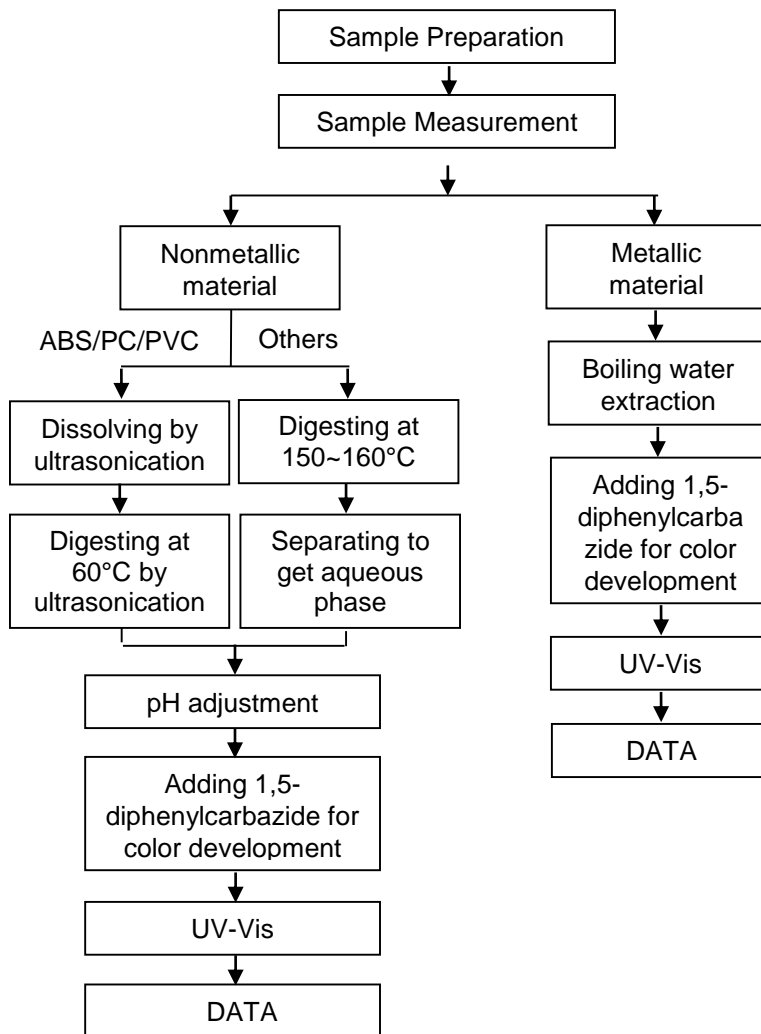 Sample Preparation
Sample Measurement
Nonmetallic
material
ABS/PC/PVC
Others
Dissolving by
ultrasonication
Digesting at
150~160°C
Digesting at
60°C by
ultrasonication
Separating to
get aqueous
phase
pH adjustment
Adding 1,5-
diphenylcarbazide for
color development
UV-Vis
DATA
Metallic
material
Boiling water
extraction
Adding 1,5-
diphenylcarba
zide for color
development
UV-Vis
DATA